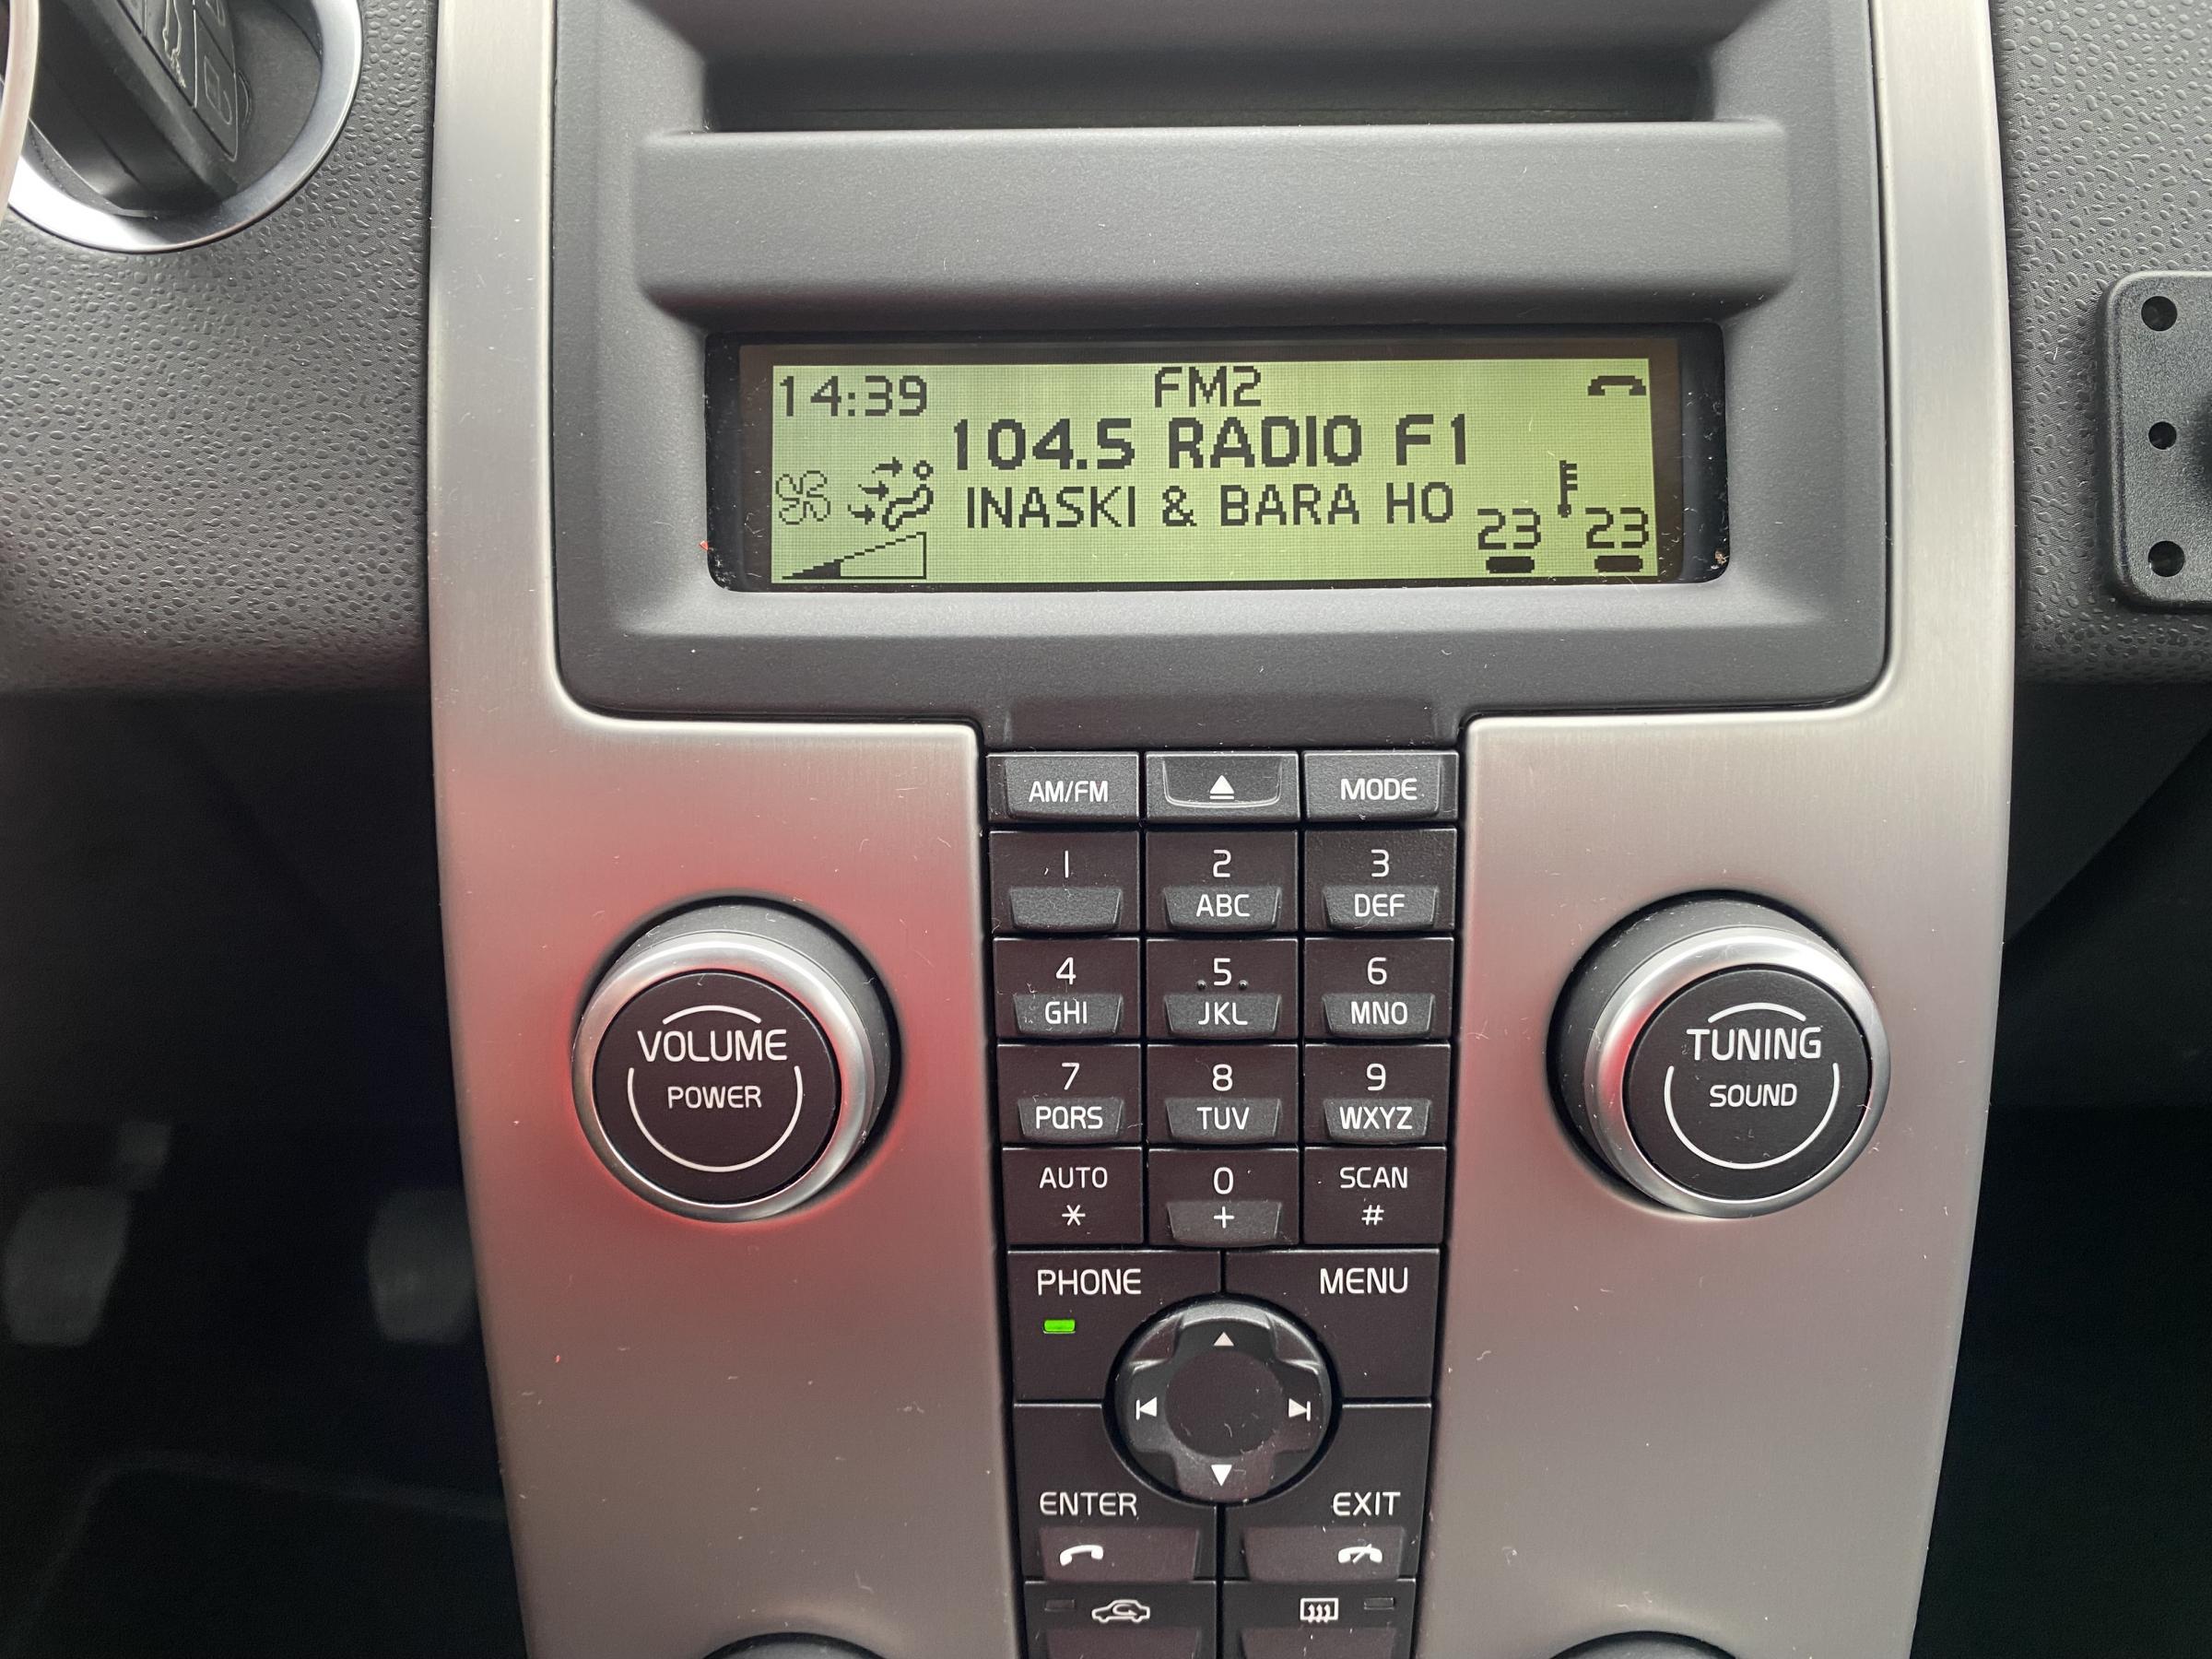 14:39 FM2
104.5 RADIO F1
INASKI & BARA HO
23 23
AM/FM MODE
1 2 3
ABC DEF
4 5 6
GHI JKL MNO
7 8 9
PQRS TUV WXYZ
AUTO 0 SCAN
* + #
VOLUME
POWER
TUNING
SOUND
PHONE MENU
ENTER EXIT